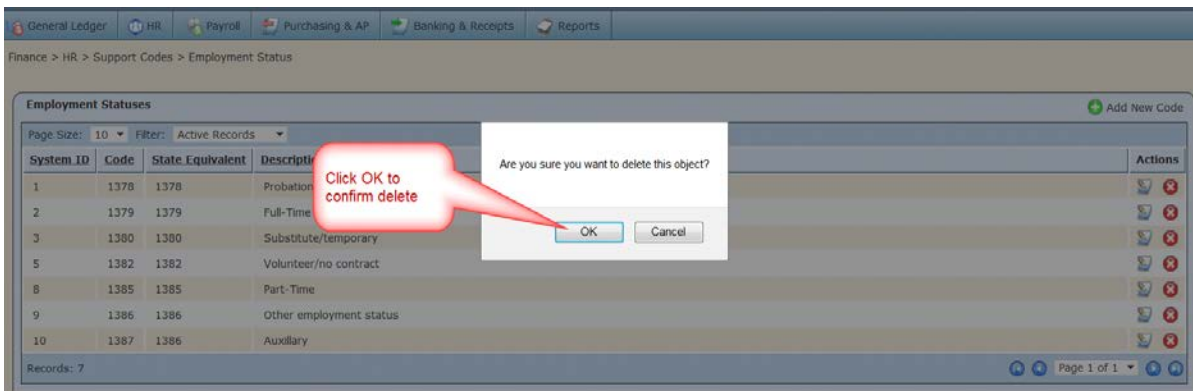 General Ledger HR Payroll Purchasing & AP Banking & Receipts Reports
Finance > HR > Support Codes > Employment Status
Employment Statuses Add New Code
Page Size: 10 Filter: Active Records
System ID Code State Equivalent Descripti Actions
Are you sure you want to delete this object?
Click OK to
confirm delete
OK Cancel
1 1378 1378 Probation
2 1379 1379 Full-Time
3 1380 1380 Substitute/temporary
5 1382 1382 Volunteer/no contract
8 1385 1385 Part-Time
9 1386 1386 Other employment status
10 1387 1386 Auxillary
Records: 7 Page 1 of 1